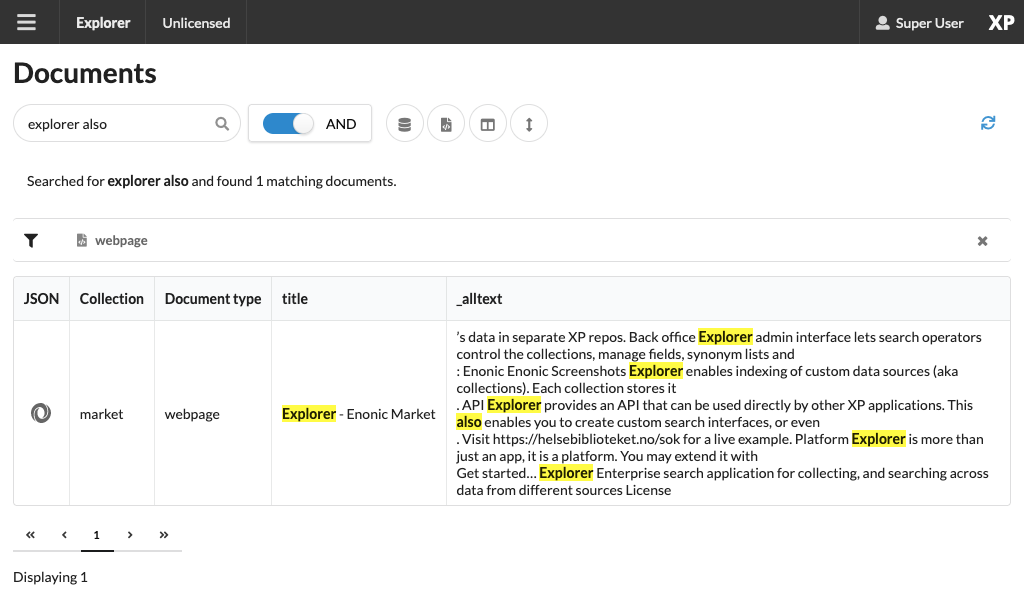 Explorer
Unlicensed
Super User
XP
Documents
explorer also
AND
Searched for explorer also and found 1 matching documents.
webpage
JSON
Collection
Document type
title
_alltext
market
webpage
Explorer - Enonic Market
’s data in separate XP repos. Back office Explorer admin interface lets search operators
control the collections, manage fields, synonym lists and
: Enonic Enonic Screenshots Explorer enables indexing of custom data sources (aka
collections). Each collection stores it
. API Explorer provides an API that can be used directly by other XP applications. This
also enables you to create custom search interfaces, or even
. Visit https://helsebiblioteket.no/sok for a live example. Platform Explorer is more than
just an app, it is a platform. You may extend it with
Get started... Explorer Enterprise search application for collecting, and searching across
data from different sources License
« ‹ 1 › »
Displaying 1